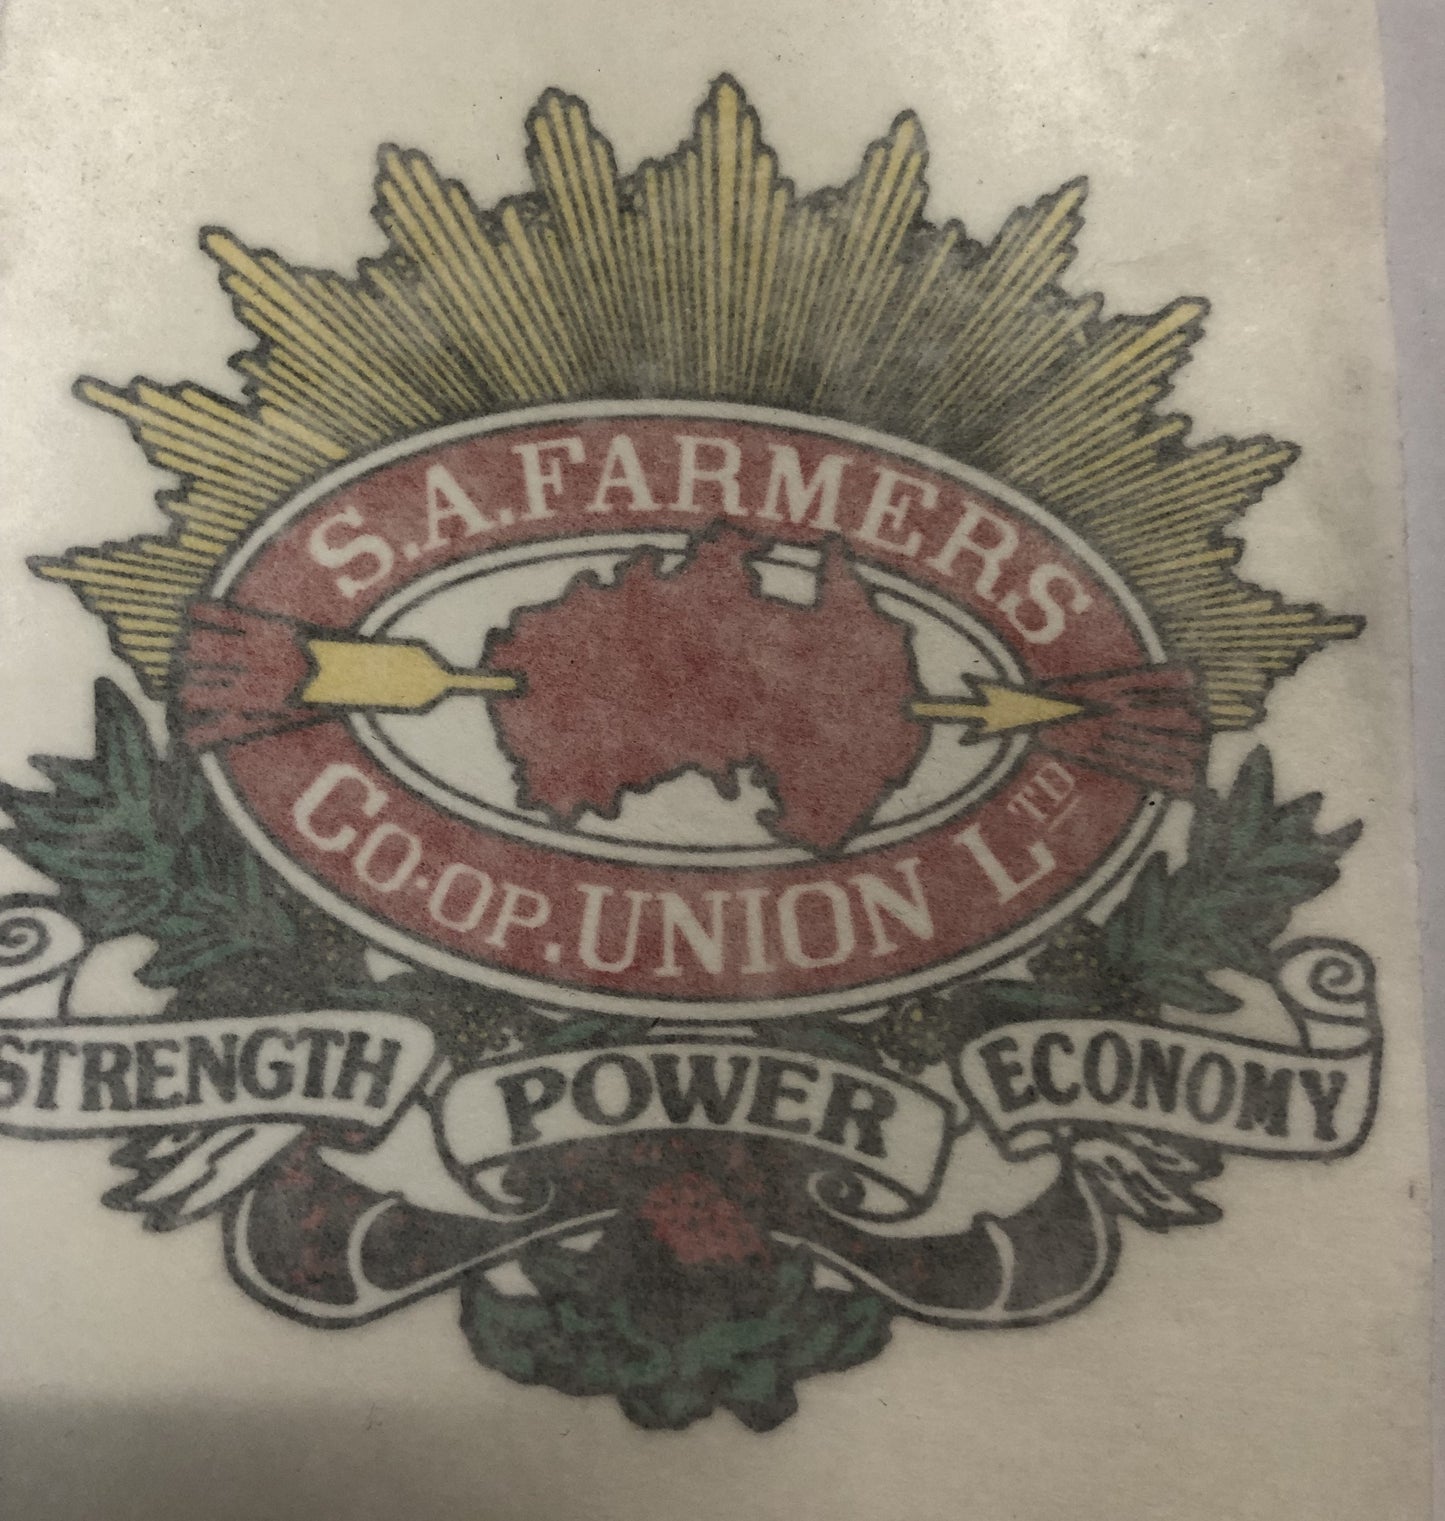 S.A. FARMERS
CO-OP. UNION LTD
STRENGTH
POWER
ECONOMY